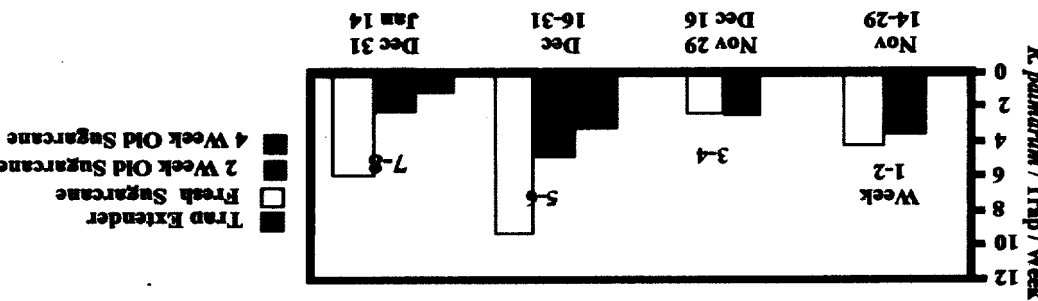 R. palmarum / Trap / Week
12
10
8
6
4
2
0
Week
1-2
3-4
5-6
7-8
Nov
14-29
Nov 29
Dec 16
Dec
16-31
Dec 31
Jan 14
Trap Extender
Fresh Sugarcane
2 Week Old Sugarcane
4 Week Old Sugarcane